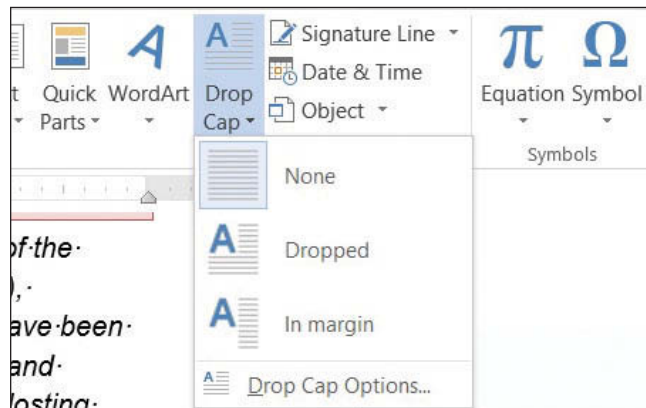 Signature Line
Quick WordArt Drop Date & Time Equation Symbol
Parts Cap Object
Symbols
None
of·the·
Dropped
),·
ave·been·
In margin
and·
Drop Cap Options...